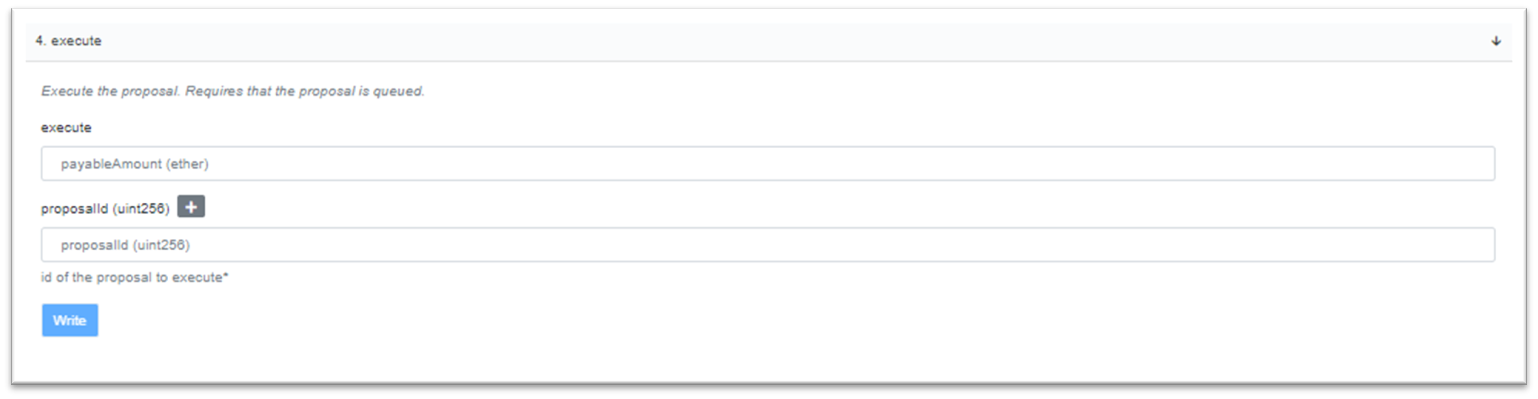 4. execute
Execute the proposal. Requires that the proposal is queued.
execute
payableAmount (ether)
proposalId (uint256) +
proposalId (uint256)
id of the proposal to execute*
Write